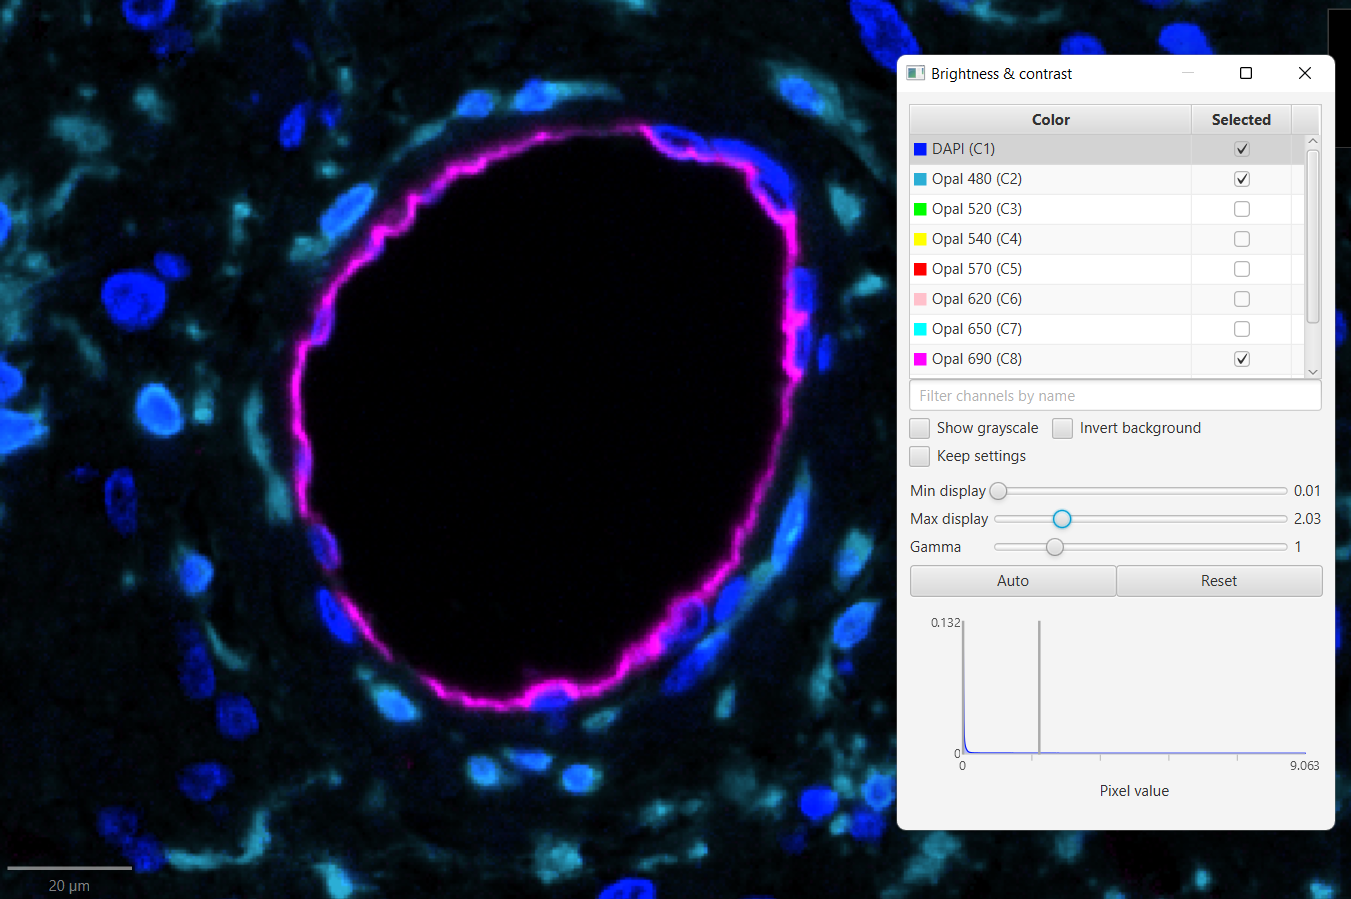 Brightness & contrast
Color Selected
DAPI (C1)
Opal 480 (C2)
Opal 520 (C3)
Opal 540 (C4)
Opal 570 (C5)
Opal 620 (C6)
Opal 650 (C7)
Opal 690 (C8)
Filter channels by name
Show grayscale Invert background
Keep settings
Min display 0.01
Max display 2.03
Gamma 1
Auto Reset
0.132
0
0 9.063
Pixel value
20 µm